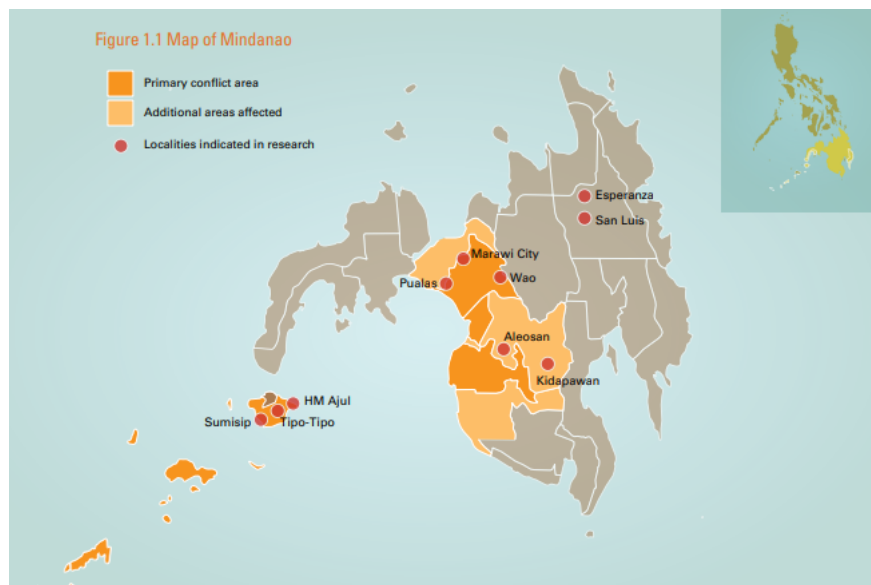 Figure 1.1 Map of Mindanao
Primary conflict area
Additional areas affected
Localities indicated in research
Esperanza
San Luis
Marawi City
Wao
Pualas
Aleosan
Kidapawan
HM Ajul
Sumisip
Tipo-Tipo